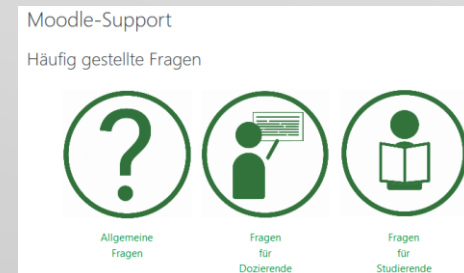 Moodle-Support
Häufig gestellte Fragen
?
Allgemeine
Fragen
Fragen
für
Dozierende
Fragen
für
Studierende